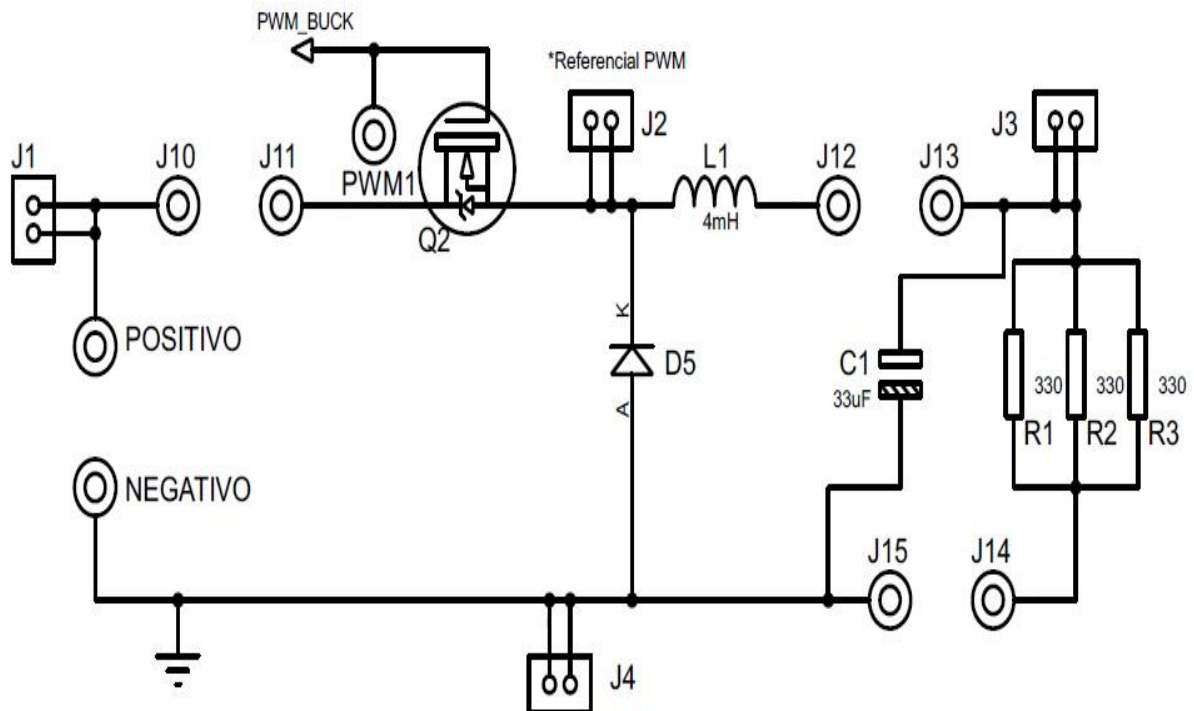 PWM_BUCK
*Referencial PWM
J1
J10
J11
PWM1
Q2
J2
L1
4mH
J12
J13
J3
POSITIVO
K
D5
A
C1
33uF
330
330
330
R1
R2
R3
NEGATIVO
J15
J14
J4